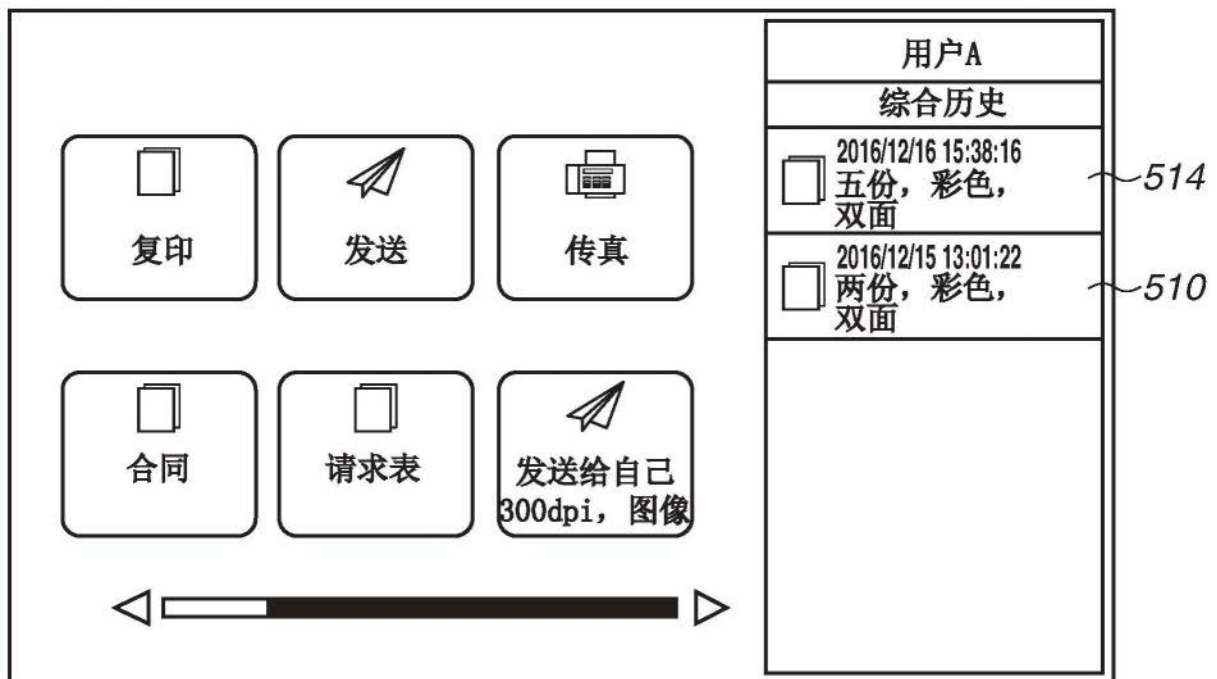 用户A
综合历史
2016/12/16 15:38:16
五份，彩色，
双面
514
2016/12/15 13:01:22
两份，彩色，
双面
510
复印
发送
传真
合同
请求表
发送给自己
300dpi，图像